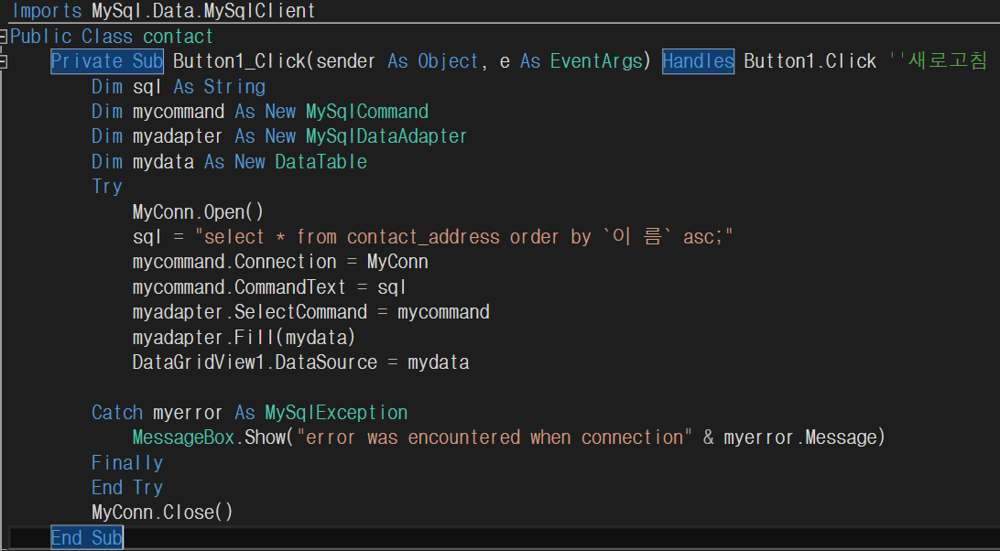 Imports MySql.Data.MySqlClient
Public Class contact
    Private Sub Button1_Click(sender As Object, e As EventArgs) Handles Button1.Click ''새로고침
        Dim sql As String
        Dim mycommand As New MySqlCommand
        Dim myadapter As New MySqlDataAdapter
        Dim mydata As New DataTable
        Try
            MyConn.Open()
            sql = "select * from contact_address order by `이 름` asc;"
            mycommand.Connection = MyConn
            mycommand.CommandText = sql
            myadapter.SelectCommand = mycommand
            myadapter.Fill(mydata)
            DataGridView1.DataSource = mydata

        Catch myerror As MySqlException
            MessageBox.Show("error was encountered when connection" & myerror.Message)
        Finally
        End Try
        MyConn.Close()
    End Sub